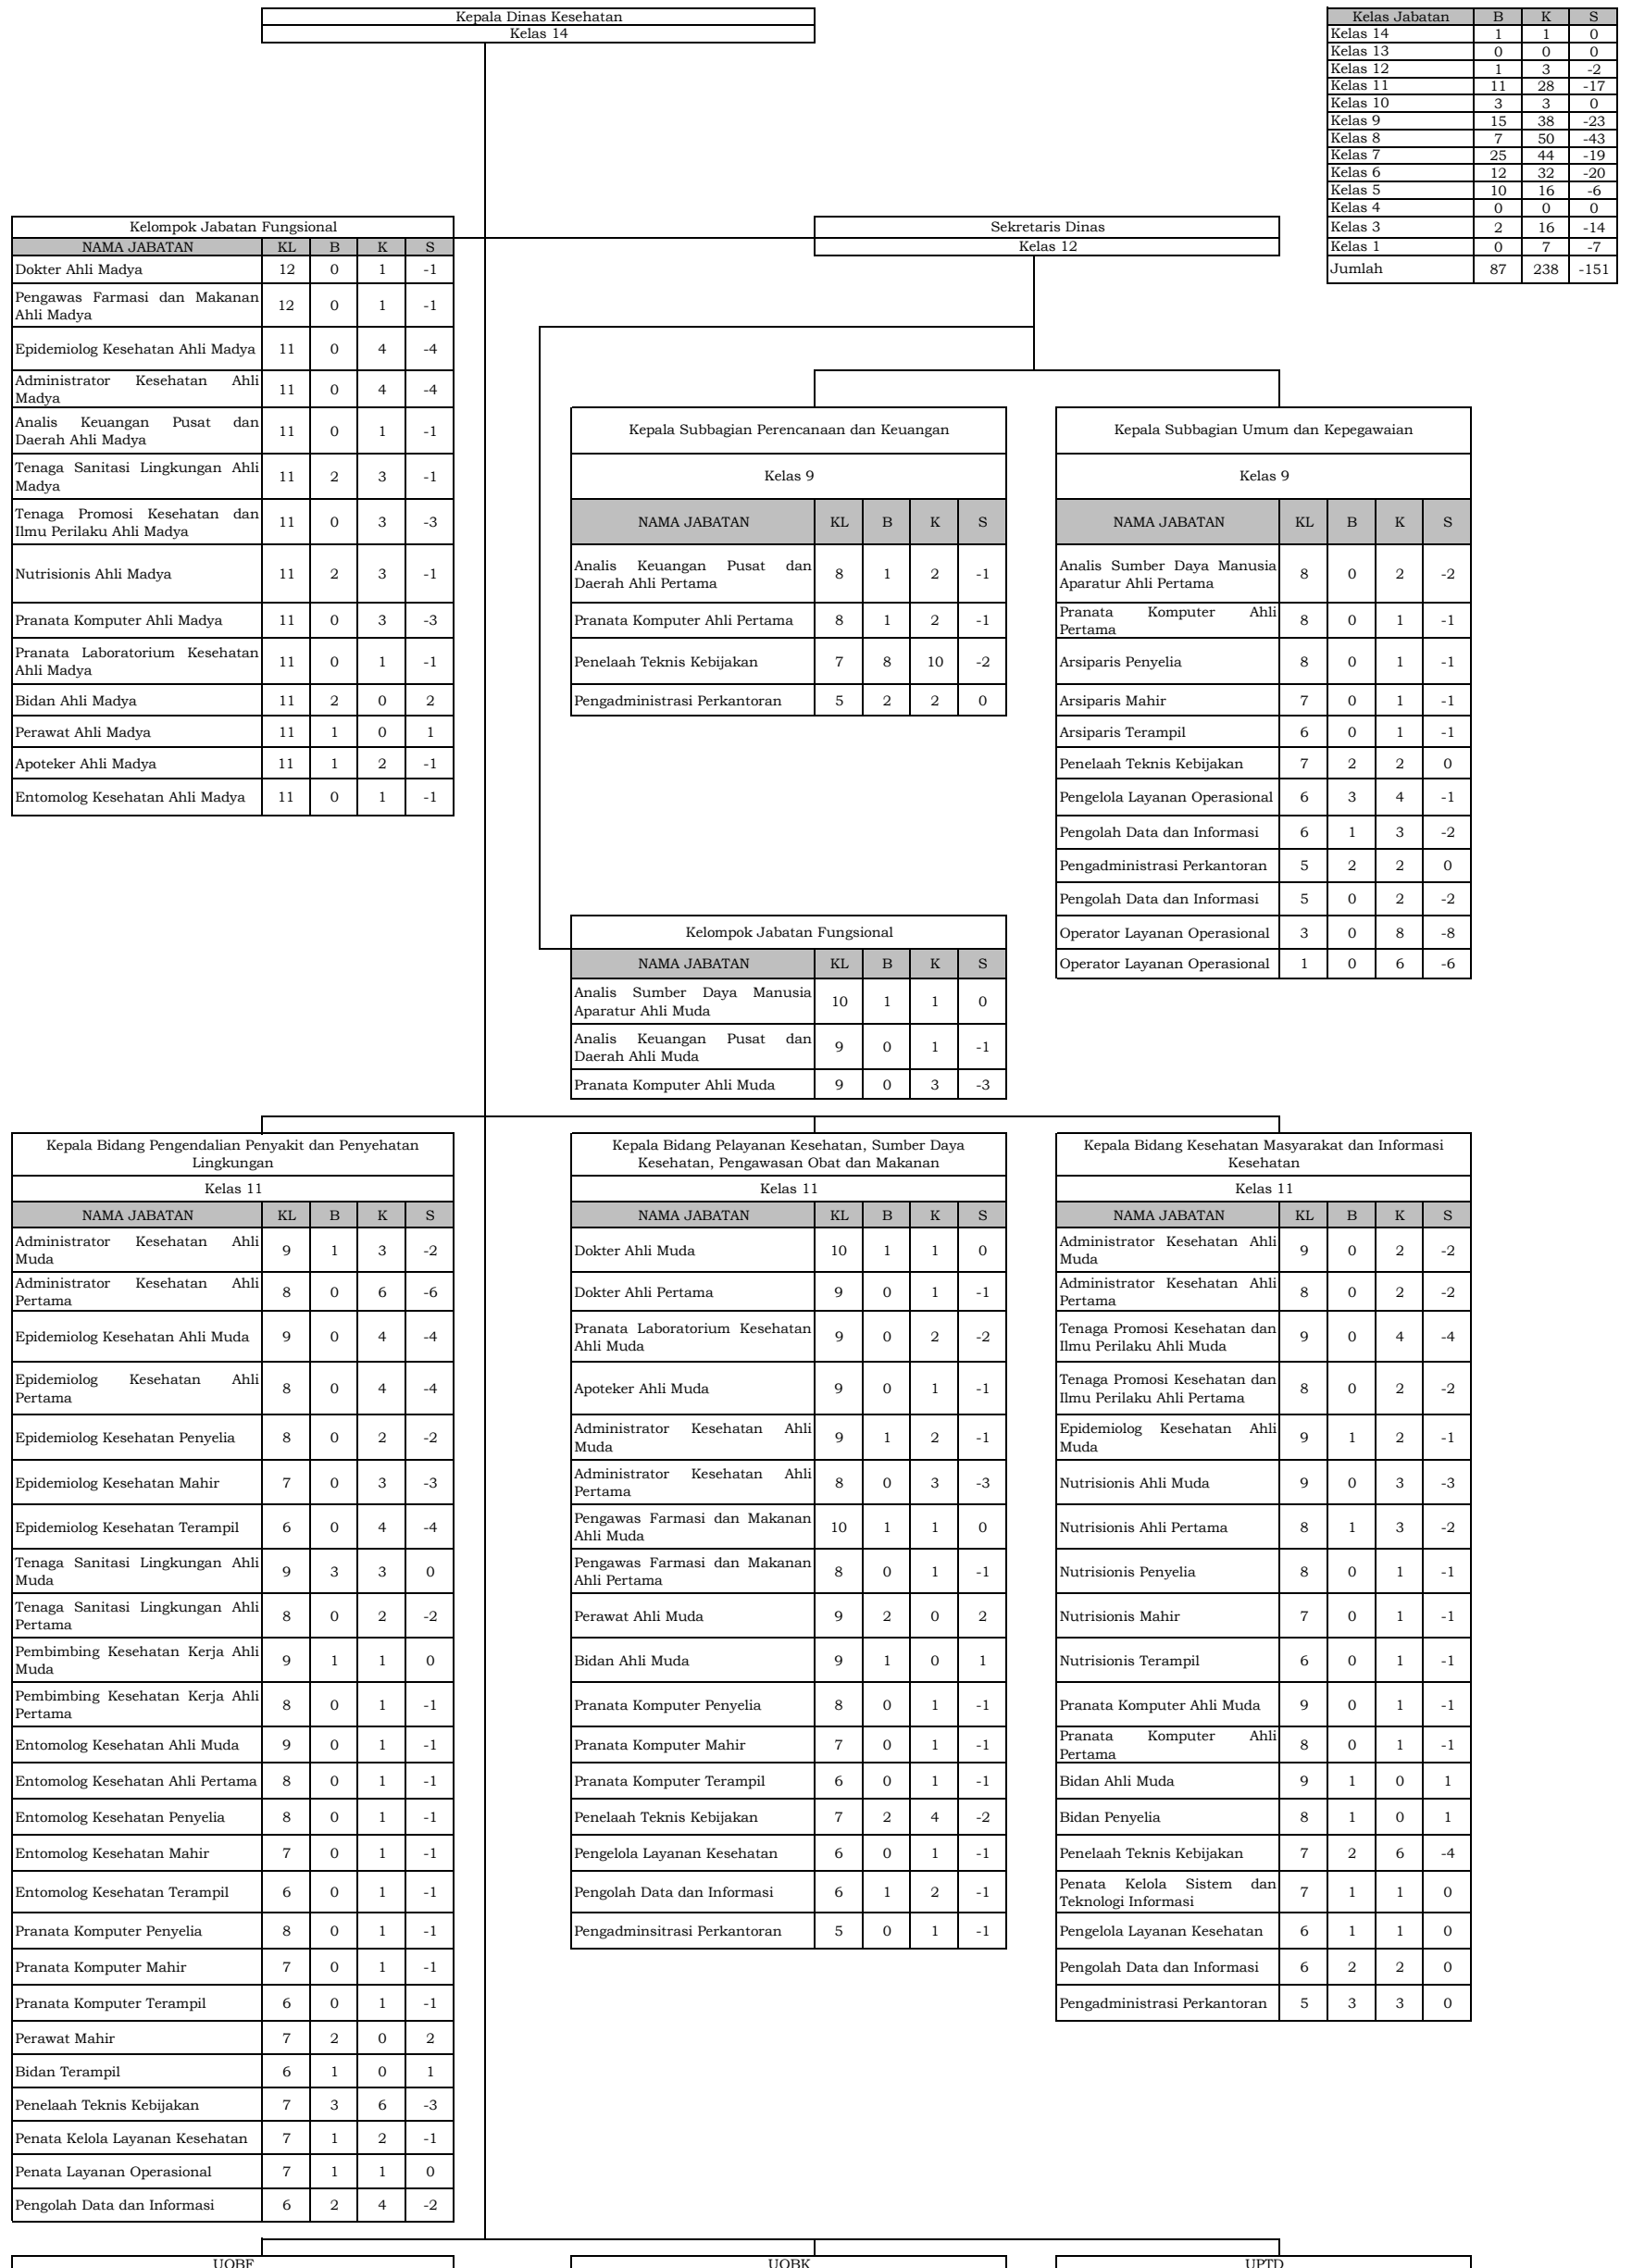 Kepala Dinas Kesehatan
Kelas 14
Kelas Jabatan B K S
Kelas 14 1 1 0
Kelas 13 0 0 0
Kelas 12 1 3 -2
Kelas 11 11 28 -17
Kelas 10 3 3 0
Kelas 9 15 38 -23
Kelas 8 7 50 -43
Kelas 7 25 44 -19
Kelas 6 12 32 -20
Kelas 5 10 16 -6
Kelas 4 0 0 0
Kelas 3 2 16 -14
Kelas 1 0 7 -7
Jumlah 87 238 -151
Kelompok Jabatan Fungsional
NAMA JABATAN KL B K S
Dokter Ahli Madya 12 0 1 -1
Pengawas Farmasi dan Makanan
Ahli Madya 12 0 1 -1
Epidemiolog Kesehatan Ahli Madya 11 0 4 -4
Administrator Kesehatan Ahli
Madya 11 0 4 -4
Analis Keuangan Pusat dan
Daerah Ahli Madya 11 0 1 -1
Tenaga Sanitasi Lingkungan Ahli
Madya 11 2 3 -1
Tenaga Promosi Kesehatan dan
Ilmu Perilaku Ahli Madya 11 0 3 -3
Nutrisionis Ahli Madya 11 2 3 -1
Pranata Komputer Ahli Madya 11 0 3 -3
Pranata Laboratorium Kesehatan
Ahli Madya 11 0 1 -1
Bidan Ahli Madya 11 2 0 2
Perawat Ahli Madya 11 1 0 1
Apoteker Ahli Madya 11 1 2 -1
Entomolog Kesehatan Ahli Madya 11 0 1 -1
Sekretaris Dinas
Kelas 12
Kepala Subbagian Perencanaan dan Keuangan
Kelas 9
NAMA JABATAN KL B K S
Analis Keuangan Pusat dan
Daerah Ahli Pertama 8 1 2 -1
Pranata Komputer Ahli Pertama 8 1 2 -1
Penelaah Teknis Kebijakan 7 8 10 -2
Pengadministrasi Perkantoran 5 2 2 0
Kepala Subbagian Umum dan Kepegawaian
Kelas 9
NAMA JABATAN KL B K S
Analis Sumber Daya Manusia
Aparatur Ahli Pertama 8 0 2 -2
Pranata Komputer Ahli
Pertama 8 0 1 -1
Arsiparis Penyelia 8 0 1 -1
Arsiparis Mahir 7 0 1 -1
Arsiparis Terampil 6 0 1 -1
Penelaah Teknis Kebijakan 7 2 2 0
Pengelola Layanan Operasional 6 3 4 -1
Pengolah Data dan Informasi 6 1 3 -2
Pengadministrasi Perkantoran 5 2 2 0
Pengolah Data dan Informasi 5 0 2 -2
Operator Layanan Operasional 3 0 8 -8
Operator Layanan Operasional 1 0 6 -6
Kelompok Jabatan Fungsional
NAMA JABATAN KL B K S
Analis Sumber Daya Manusia
Aparatur Ahli Muda 10 1 1 0
Analis Keuangan Pusat dan
Daerah Ahli Muda 9 0 1 -1
Pranata Komputer Ahli Muda 9 0 3 -3
Kepala Bidang Pengendalian Penyakit dan Penyehatan
Lingkungan
Kelas 11
NAMA JABATAN KL B K S
Administrator Kesehatan Ahli
Muda 9 1 3 -2
Administrator Kesehatan Ahli
Pertama 8 0 6 -6
Epidemiolog Kesehatan Ahli Muda 9 0 4 -4
Epidemiolog Kesehatan Ahli
Pertama 8 0 4 -4
Epidemiolog Kesehatan Penyelia 8 0 2 -2
Epidemiolog Kesehatan Mahir 7 0 3 -3
Epidemiolog Kesehatan Terampil 6 0 4 -4
Tenaga Sanitasi Lingkungan Ahli
Muda 9 3 3 0
Tenaga Sanitasi Lingkungan Ahli
Pertama 8 0 2 -2
Pembimbing Kesehatan Kerja Ahli
Muda 9 1 1 0
Pembimbing Kesehatan Kerja Ahli
Pertama 8 0 1 -1
Entomolog Kesehatan Ahli Muda 9 0 1 -1
Entomolog Kesehatan Ahli Pertama 8 0 1 -1
Entomolog Kesehatan Penyelia 8 0 1 -1
Entomolog Kesehatan Mahir 7 0 1 -1
Entomolog Kesehatan Terampil 6 0 1 -1
Pranata Komputer Penyelia 8 0 1 -1
Pranata Komputer Mahir 7 0 1 -1
Pranata Komputer Terampil 6 0 1 -1
Perawat Mahir 7 2 0 2
Bidan Terampil 6 1 0 1
Penelaah Teknis Kebijakan 7 3 6 -3
Penata Kelola Layanan Kesehatan 7 1 2 -1
Penata Layanan Operasional 7 1 1 0
Pengolah Data dan Informasi 6 2 4 -2
Kepala Bidang Pelayanan Kesehatan, Sumber Daya
Kesehatan, Pengawasan Obat dan Makanan
Kelas 11
NAMA JABATAN KL B K S
Dokter Ahli Muda 10 1 1 0
Dokter Ahli Pertama 9 0 1 -1
Pranata Laboratorium Kesehatan
Ahli Muda 9 0 2 -2
Apoteker Ahli Muda 9 0 1 -1
Administrator Kesehatan Ahli
Muda 9 1 2 -1
Administrator Kesehatan Ahli
Pertama 8 0 3 -3
Pengawas Farmasi dan Makanan
Ahli Muda 10 1 1 0
Pengawas Farmasi dan Makanan
Ahli Pertama 8 0 1 -1
Perawat Ahli Muda 9 2 0 2
Bidan Ahli Muda 9 1 0 1
Pranata Komputer Penyelia 8 0 1 -1
Pranata Komputer Mahir 7 0 1 -1
Pranata Komputer Terampil 6 0 1 -1
Penelaah Teknis Kebijakan 7 2 4 -2
Pengelola Layanan Kesehatan 6 0 1 -1
Pengolah Data dan Informasi 6 1 2 -1
Pengadminsitrasi Perkantoran 5 0 1 -1
Kepala Bidang Kesehatan Masyarakat dan Informasi
Kesehatan
Kelas 11
NAMA JABATAN KL B K S
Administrator Kesehatan Ahli
Muda 9 0 2 -2
Administrator Kesehatan Ahli
Pertama 8 0 2 -2
Tenaga Promosi Kesehatan dan
Ilmu Perilaku Ahli Muda 9 0 4 -4
Tenaga Promosi Kesehatan dan
Ilmu Perilaku Ahli Pertama 8 0 2 -2
Epidemiolog Kesehatan Ahli
Muda 9 1 2 -1
Nutrisionis Ahli Muda 9 0 3 -3
Nutrisionis Ahli Pertama 8 1 3 -2
Nutrisionis Penyelia 8 0 1 -1
Nutrisionis Mahir 7 0 1 -1
Nutrisionis Terampil 6 0 1 -1
Pranata Komputer Ahli Muda 9 0 1 -1
Pranata Komputer Ahli
Pertama 8 0 1 -1
Bidan Ahli Muda 9 1 0 1
Bidan Penyelia 8 1 0 1
Penelaah Teknis Kebijakan 7 2 6 -4
Penata Kelola Sistem dan
Teknologi Informasi 7 1 1 0
Pengelola Layanan Kesehatan 6 1 1 0
Pengolah Data dan Informasi 6 2 2 0
Pengadministrasi Perkantoran 5 3 3 0
UOBF
UOBK
UPTD